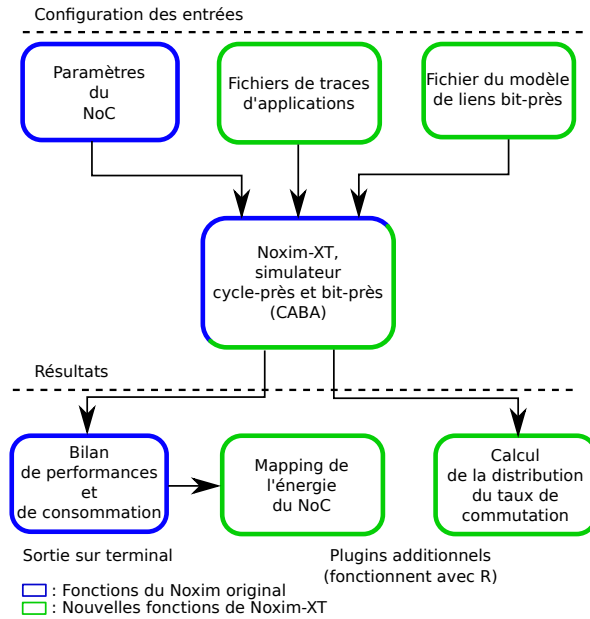 Configuration des entrées
Paramètres
du
NoC
Fichiers de traces
d'applications
Fichier du modèle
de liens bit-près
Noxim-XT,
simulateur
cycle-près et bit-près
(CABA)
Résultats
Bilan
de performances
et
de consommation
Mapping de
l'énergie
du NoC
Calcul
de la distribution
du taux de
commutation
Sortie sur terminal
Plugins additionnels
(fonctionnent avec R)
: Fonctions du Noxim original
: Nouvelles fonctions de Noxim-XT